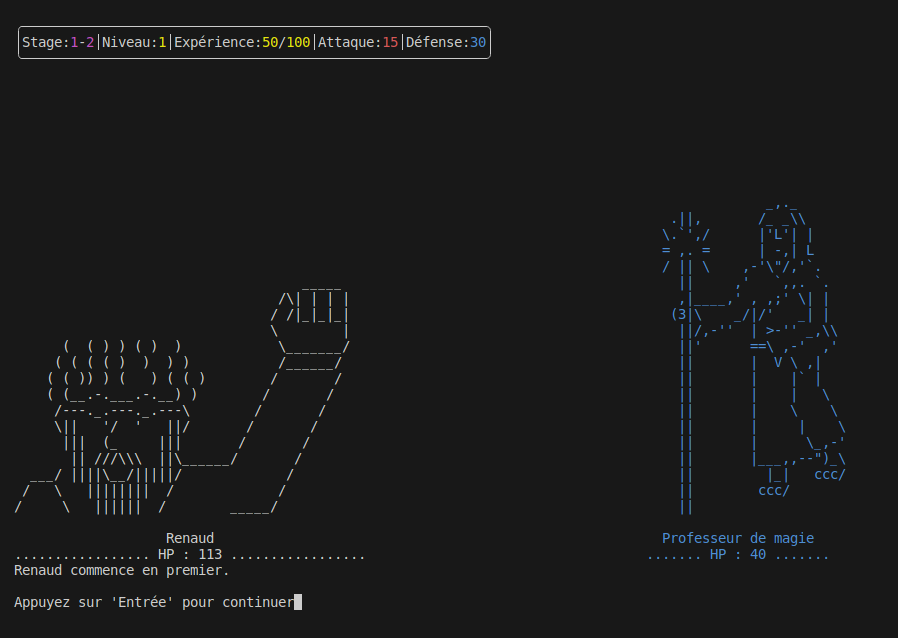 Stage:1-2|Niveau:1|Expérience:50/100|Attaque:15|Défense:30
Renaud
................. HP : 113 .................
Professeur de magie
....... HP : 40 .......
Renaud commence en premier.
Appuyez sur 'Entrée' pour continuer